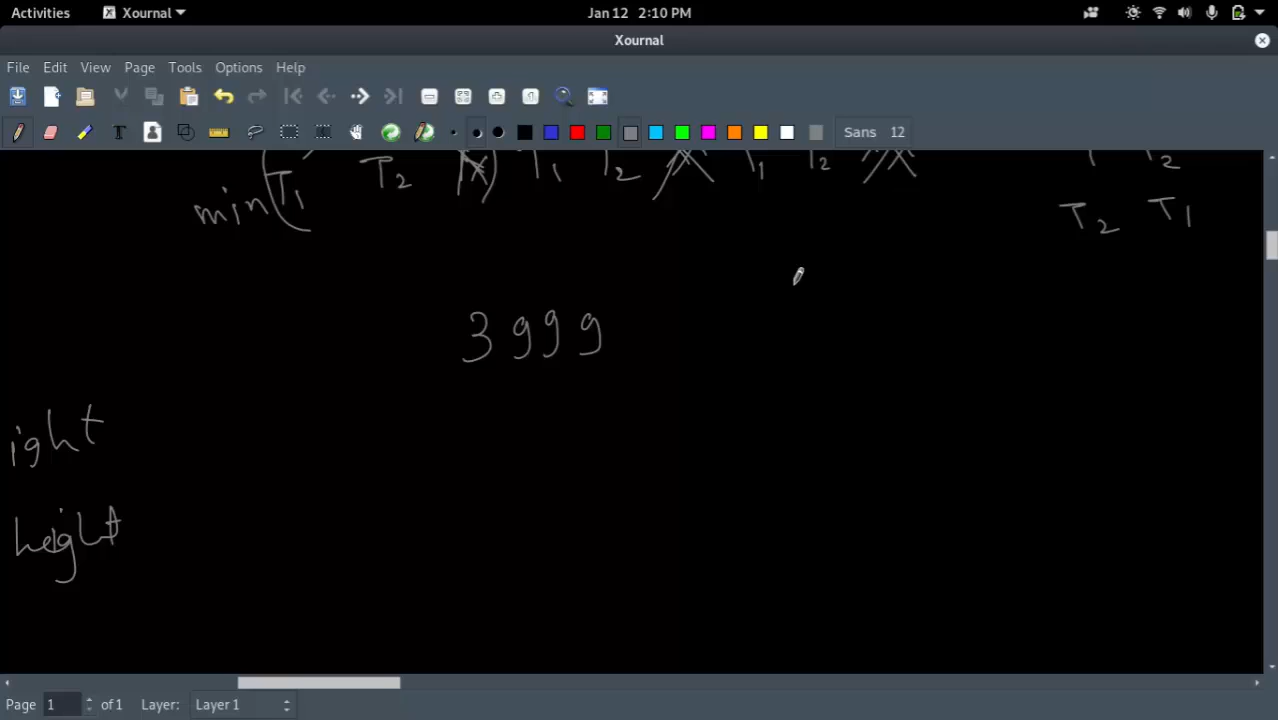 Activities Xournal Jan 12 2:10 PM
Xournal
File Edit View Page Tools Options Help
Sans 12
min(T1 T2 X) T1 T2 X T1 T2 X T2
T2 T1
3999
ight
height
Page 1 of 1 Layer: Layer 1